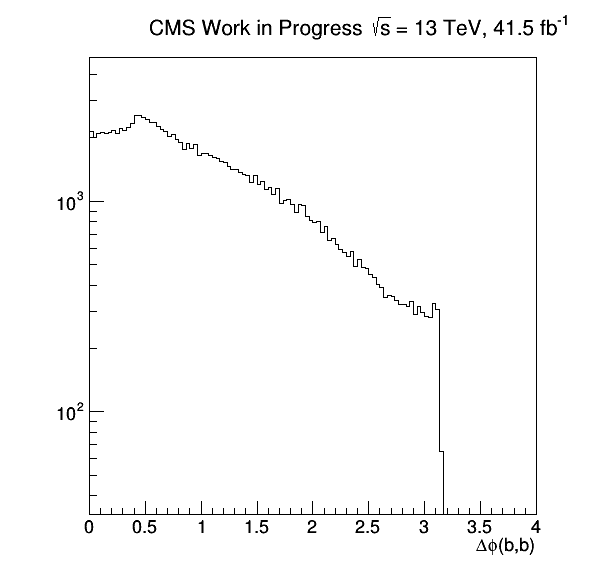 CMS Work in Progress √s = 13 TeV, 41.5 fb⁻¹
10³
10²
0 0.5 1 1.5 2 2.5 3 3.5 4
Δϕ(b,b)